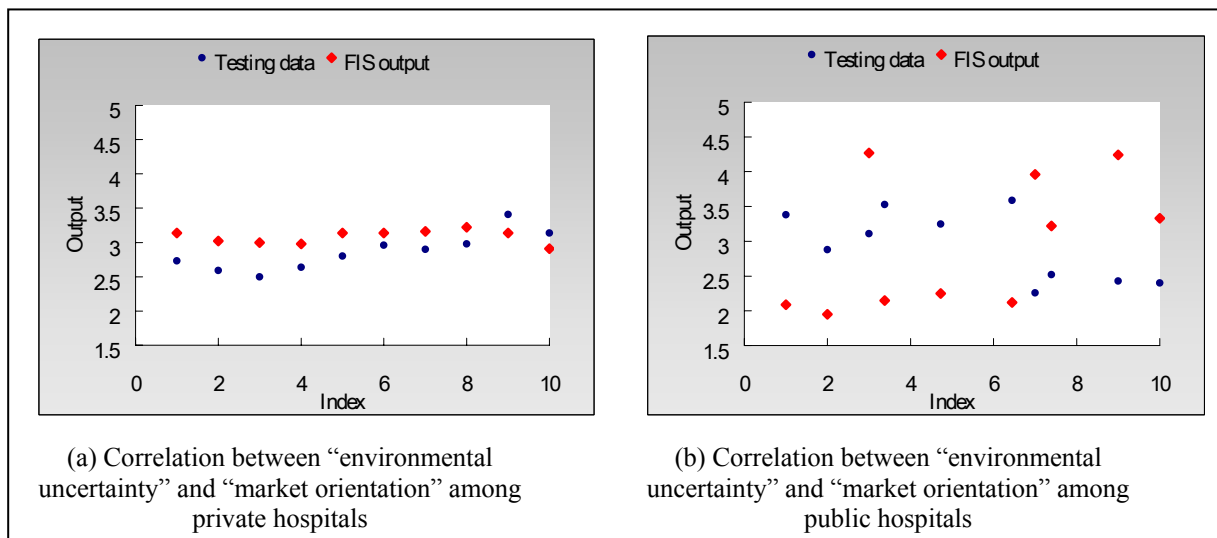 Testing data FIS output
5
4.5
4
3.5
3
2.5
2
1.5
Output
0 2 4 6 8 10
Index
(a) Correlation between “environmental
uncertainty” and “market orientation” among
private hospitals
Testing data FIS output
5
4.5
4
3.5
3
2.5
2
1.5
Output
0 2 4 6 8 10
Index
(b) Correlation between “environmental
uncertainty” and “market orientation” among
public hospitals